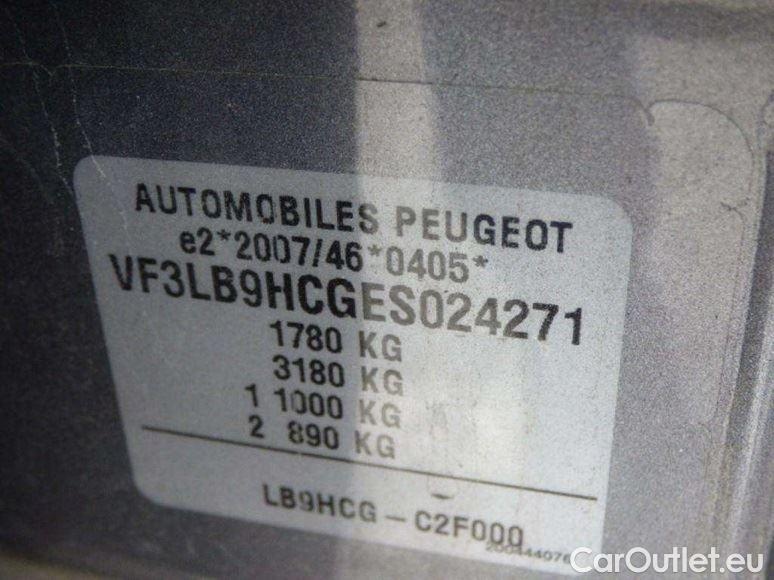 AUTOMOBILES PEUGEOT
e2*2007/46*0405*
VF3LB9HCGES024271
1780 KG
3180 KG
1 1000 KG
2 890 KG
LB9HCG - C2F000
CarOutlet.eu